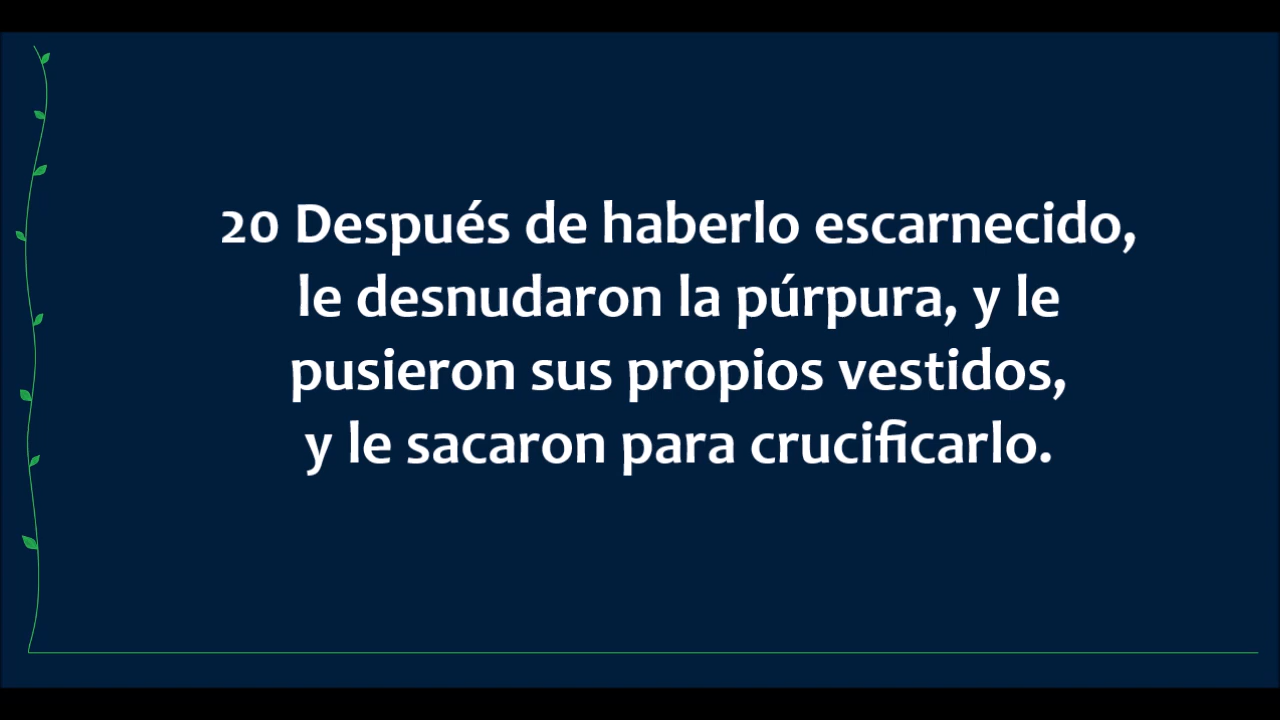 20 Después de haberlo escarnecido,
le desnudaron la púrpura, y le
pusieron sus propios vestidos,
y le sacaron para crucificarlo.